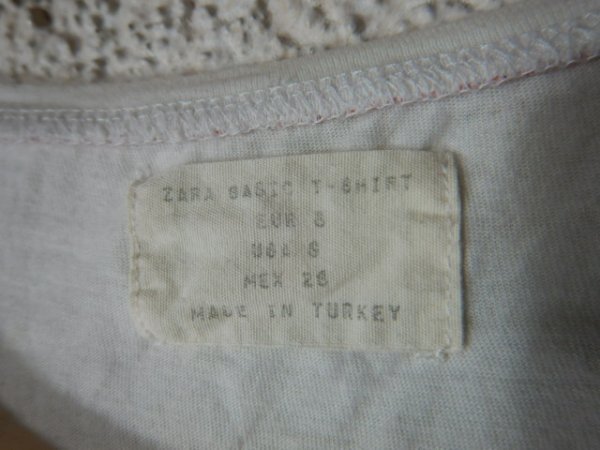 ZARA BASIC T-SHIRT
EUR S
USA S
MEX 26
MADE IN TURKEY